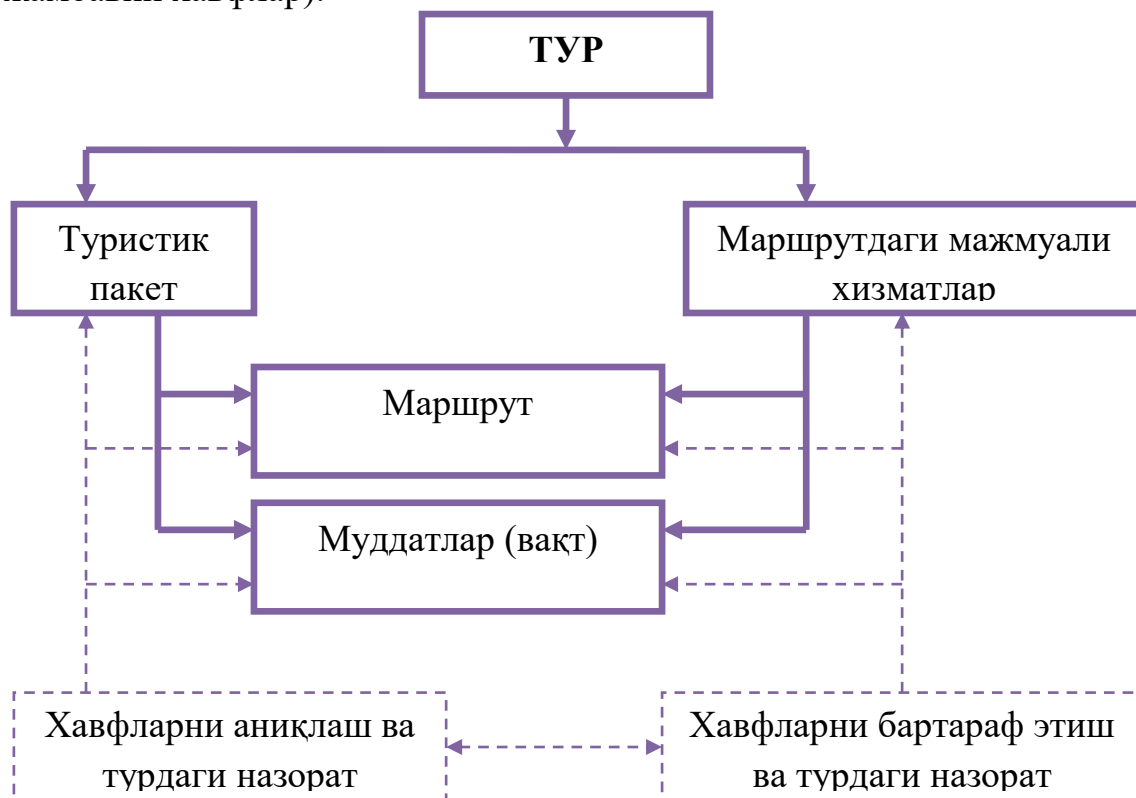 ТУР
Туристик
пакет
Маршрутдаги мажмуали
хизматлар
Маршрут
Муддатлар (вақт)
Хавфларни аниқлаш ва
турдаги назорат
Хавфларни бартараф этиш
ва турдаги назорат